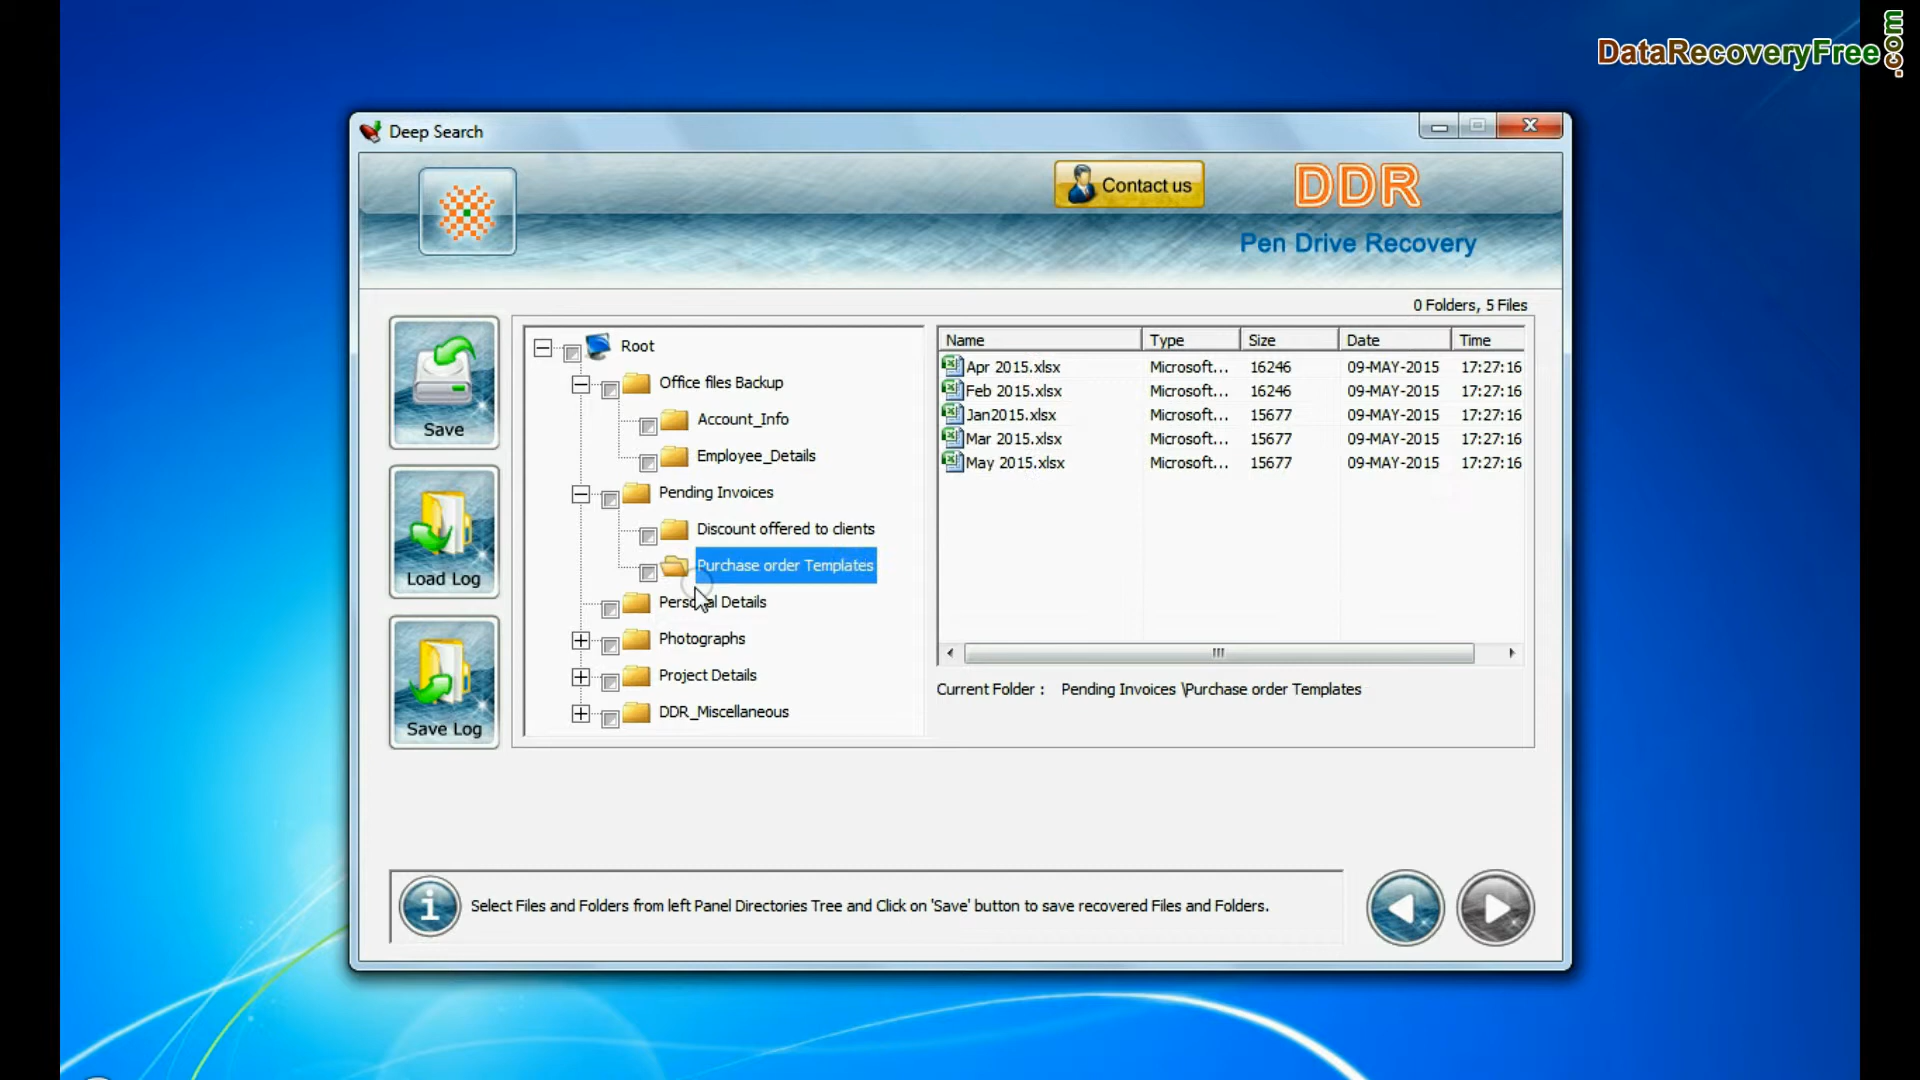 DataRecoveryFree.com
Deep Search
Contact us
DDR
Pen Drive Recovery
0 Folders, 5 Files
Save
Load Log
Save Log
Root
Office files Backup
Account_Info
Employee_Details
Pending Invoices
Discount offered to clients
Purchase order Templates
Personal Details
Photographs
Project Details
DDR_Miscellaneous
Name Type Size Date Time
Apr 2015.xlsx Microsoft... 16246 09-MAY-2015 17:27:16
Feb 2015.xlsx Microsoft... 16246 09-MAY-2015 17:27:16
Jan2015.xlsx Microsoft... 15677 09-MAY-2015 17:27:16
Mar 2015.xlsx Microsoft... 15677 09-MAY-2015 17:27:16
May 2015.xlsx Microsoft... 15677 09-MAY-2015 17:27:16
Current Folder : Pending Invoices \Purchase order Templates
Select Files and Folders from left Panel Directories Tree and Click on 'Save' button to save recovered Files and Folders.